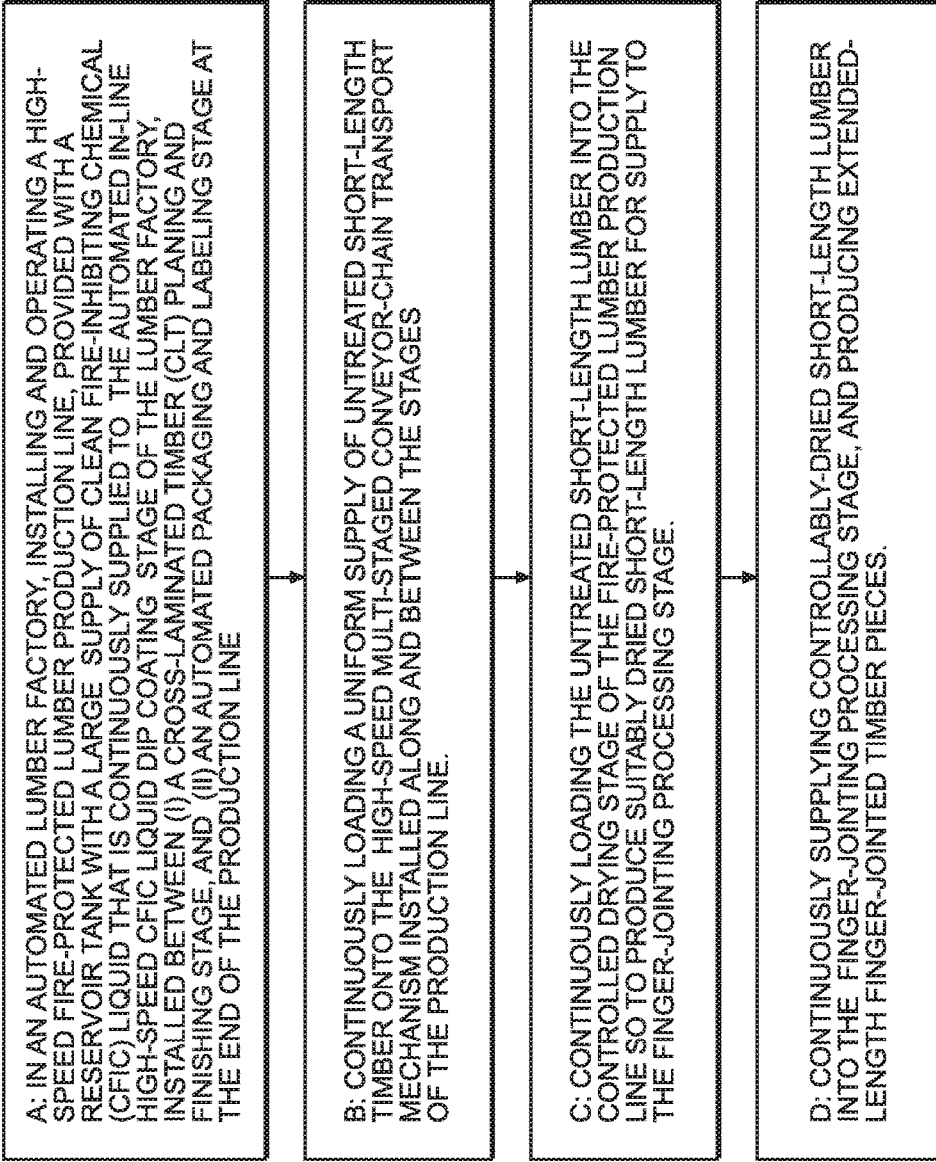 A: IN AN AUTOMATED LUMBER FACTORY, INSTALLING AND OPERATING A HIGH-
SPEED FIRE-PROTECTED LUMBER PRODUCTION LINE, PROVIDED WITH A
RESERVOIR TANK WITH A LARGE SUPPLY OF CLEAN FIRE-INHIBITING CHEMICAL
(CFIC) LIQUID THAT IS CONTINUOUSLY SUPPLIED TO THE AUTOMATED IN-LINE
HIGH-SPEED CFIC LIQUID DIP COATING STAGE OF THE LUMBER FACTORY,
INSTALLED BETWEEN (I) A CROSS-LAMINATED TIMBER (CLT) PLANING AND
FINISHING STAGE, AND (II) AN AUTOMATED PACKAGING AND LABELING STAGE AT
THE END OF THE PRODUCTION LINE
B: CONTINUOUSLY LOADING A UNIFORM SUPPLY OF UNTREATED SHORT-LENGTH
TIMBER ONTO THE HIGH-SPEED MULTI-STAGED CONVEYOR-CHAIN TRANSPORT
MECHANISM INSTALLED ALONG AND BETWEEN THE STAGES
OF THE PRODUCTION LINE.
C: CONTINUOUSLY LOADING THE UNTREATED SHORT-LENGTH LUMBER INTO THE
CONTROLLED DRYING STAGE OF THE FIRE-PROTECTED LUMBER PRODUCTION
LINE SO TO PRODUCE SUITABLY DRIED SHORT-LENGTH LUMBER FOR SUPPLY TO
THE FINGER-JOINTING PROCESSING STAGE.
D: CONTINUOUSLY SUPPLYING CONTROLLABLY-DRIED SHORT-LENGTH LUMBER
INTO THE FINGER-JOINTING PROCESSING STAGE, AND PRODUCING EXTENDED-
LENGTH FINGER-JOINTED TIMBER PIECES.